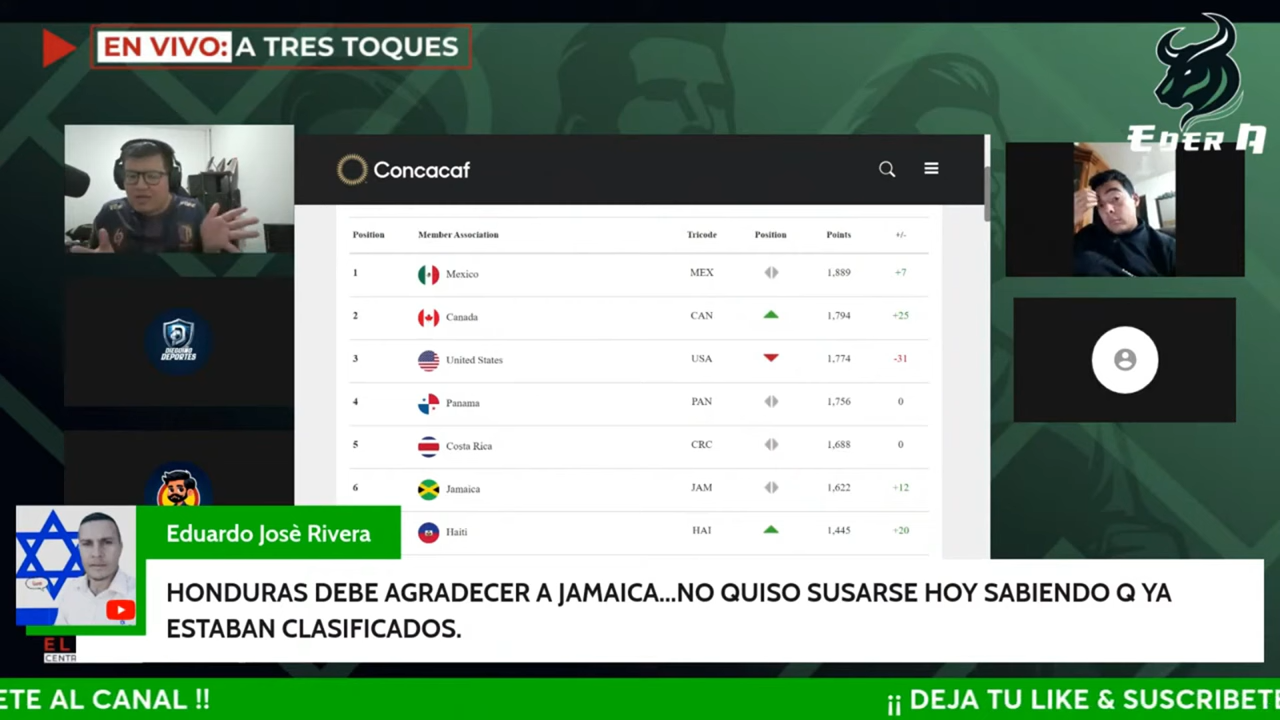 EN VIVO: A TRES TOQUES
EDER A
Concacaf
Position Member Association Tricode Position Points +/-
1 Mexico MEX 1,889 +7
2 Canada CAN 1,794 +25
3 United States USA 1,774 -31
4 Panama PAN 1,756 0
5 Costa Rica CRC 1,688 0
6 Jamaica JAM 1,622 +12
Haiti HAI 1,445 +20
DIEGUIÑO
DEPORTES
Eduardo Josè Rivera
HONDURAS DEBE AGRADECER A JAMAICA...NO QUISO SUSARSE HOY SABIENDO Q YA
ESTABAN CLASIFICADOS.
EL
CENTR
ETE AL CANAL !! ¡¡ DEJA TU LIKE & SUSCRIBETE